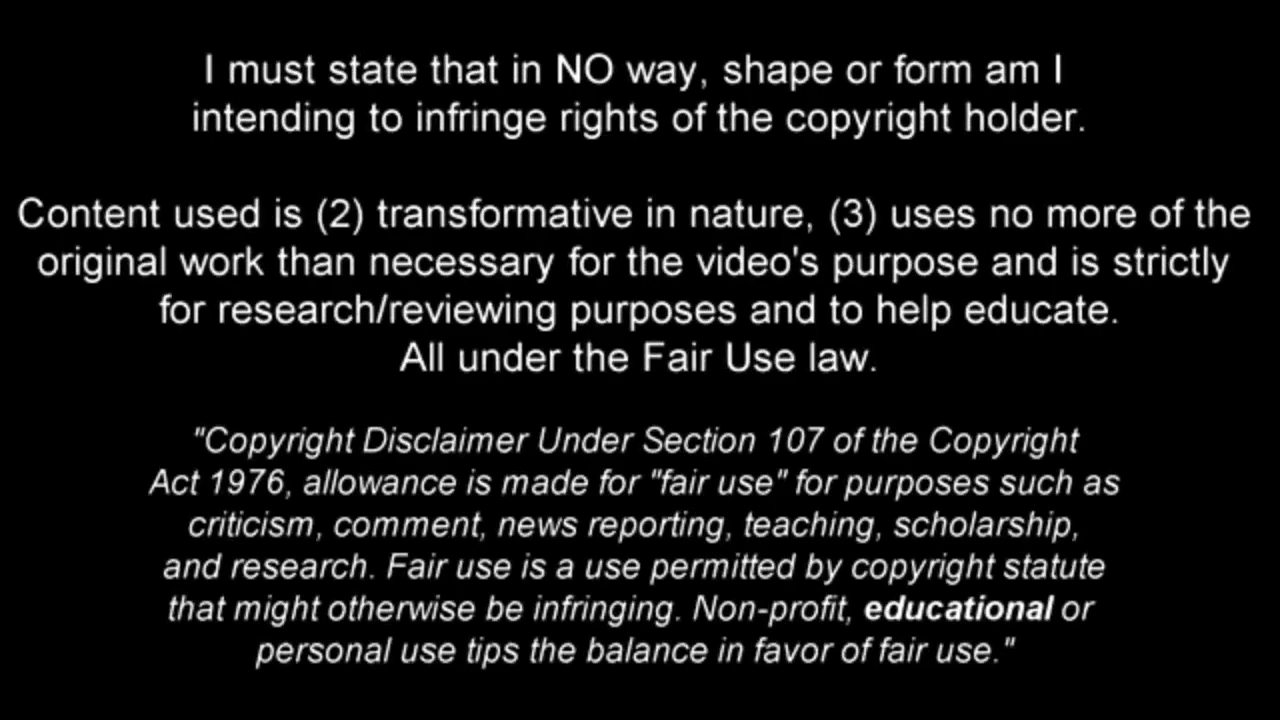 I must state that in NO way, shape or form am I
intending to infringe rights of the copyright holder.
Content used is (2) transformative in nature, (3) uses no more of the
original work than necessary for the video's purpose and is strictly
for research/reviewing purposes and to help educate.
All under the Fair Use law.
"Copyright Disclaimer Under Section 107 of the Copyright
Act 1976, allowance is made for "fair use" for purposes such as
criticism, comment, news reporting, teaching, scholarship,
and research. Fair use is a use permitted by copyright statute
that might otherwise be infringing. Non-profit, educational or
personal use tips the balance in favor of fair use."